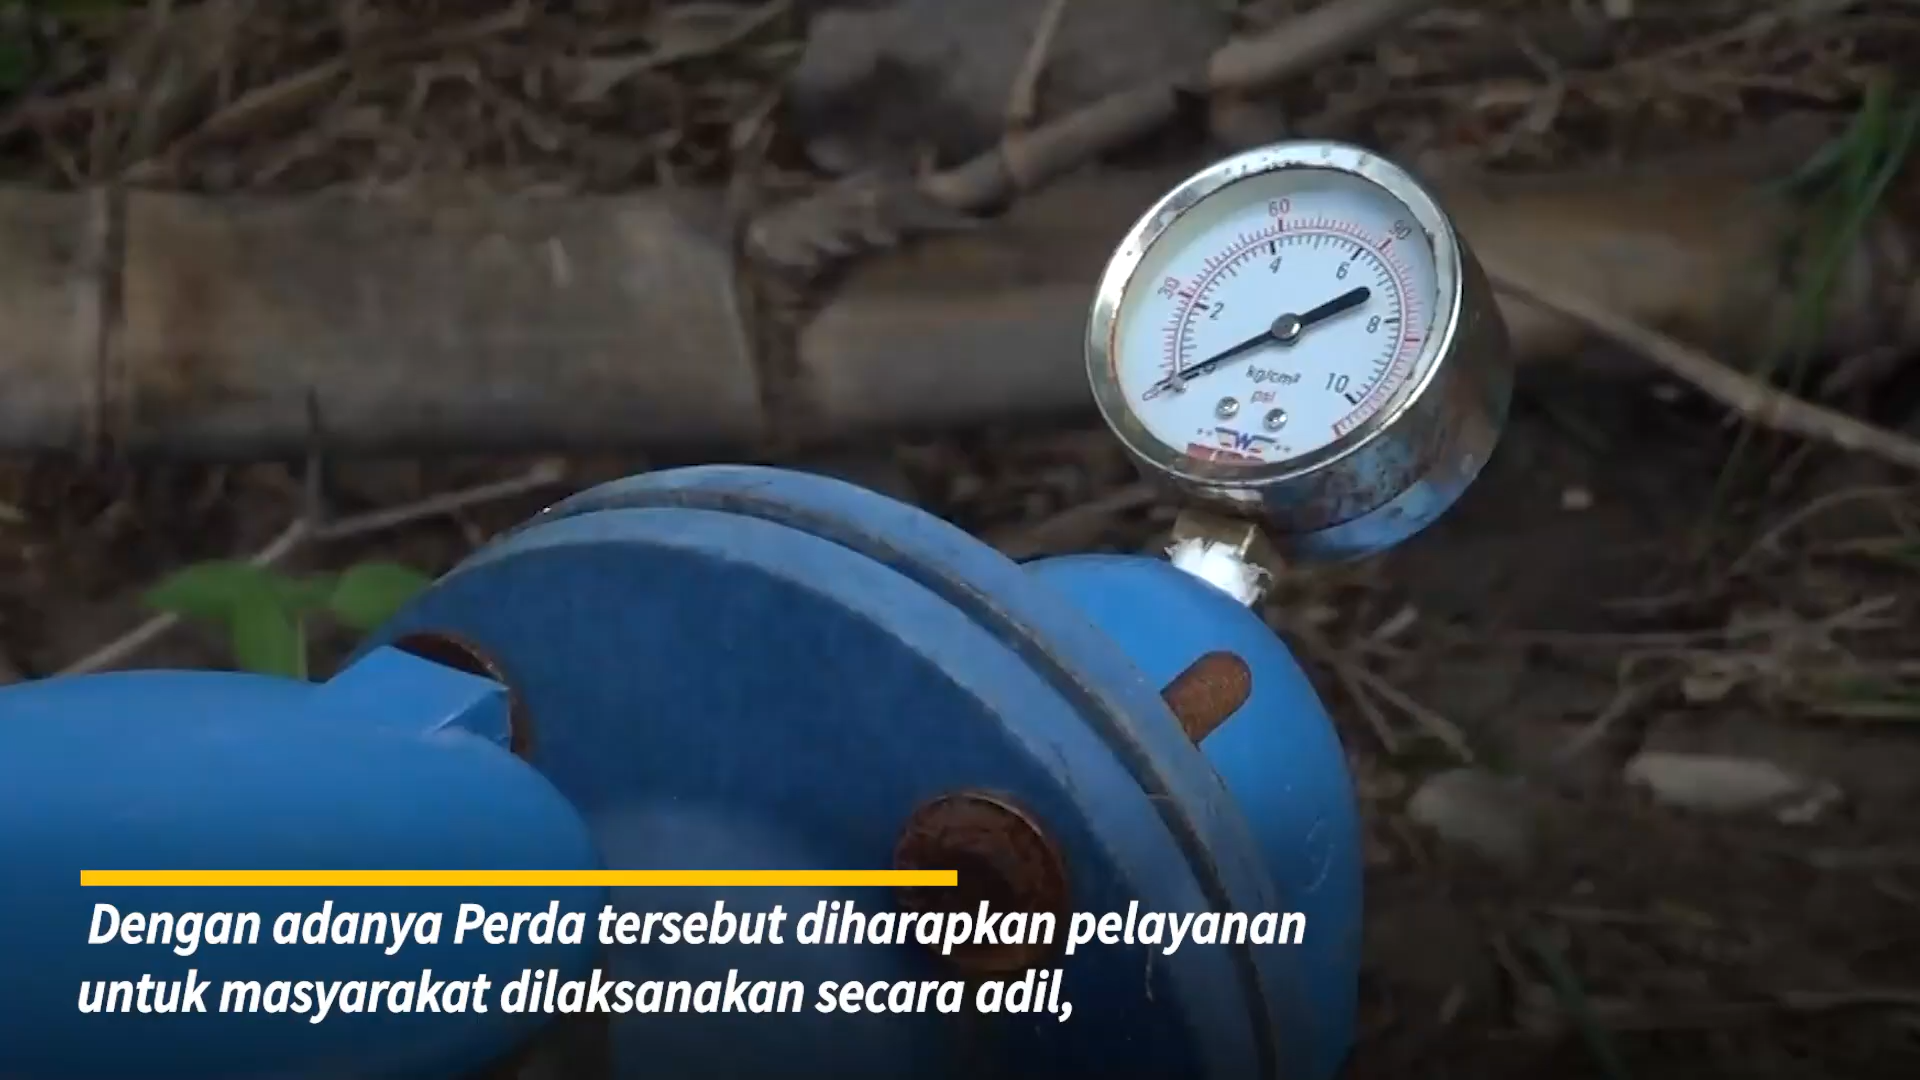 60
90
4
6
30
2
8
0
kg/cm²
10
psi
Dengan adanya Perda tersebut diharapkan pelayanan
untuk masyarakat dilaksanakan secara adil,